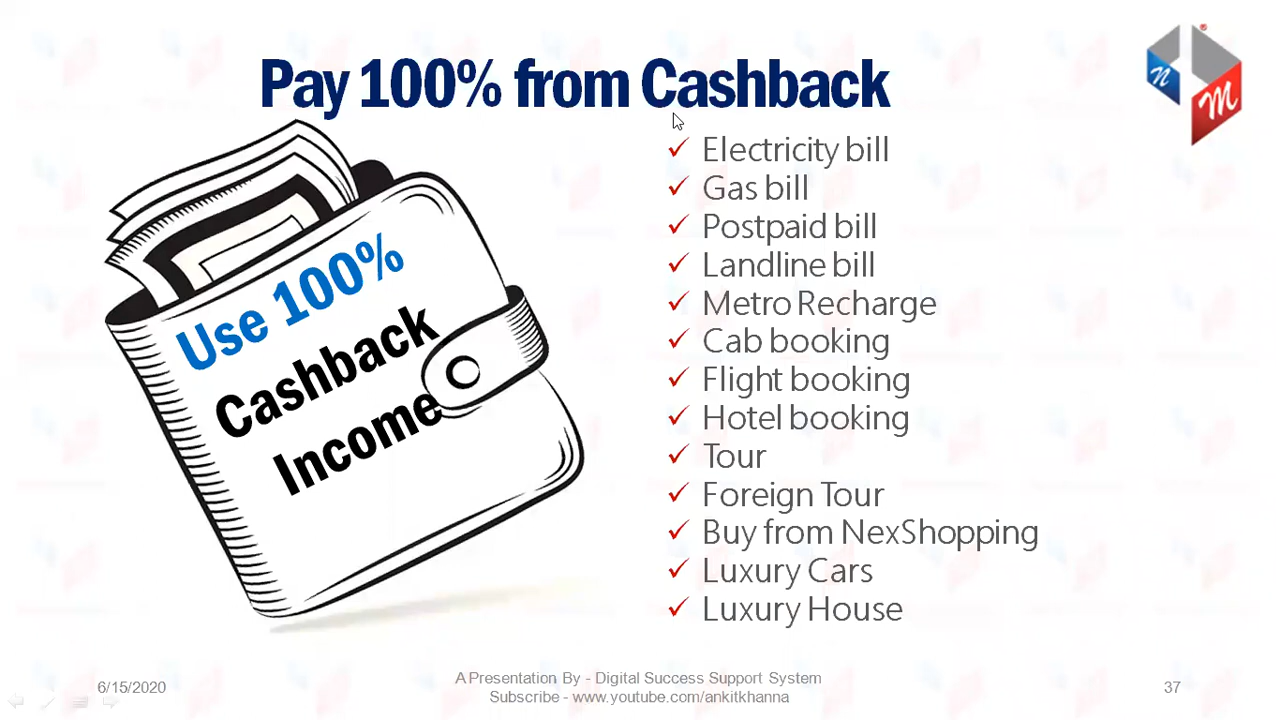 Pay 100% from Cashback
n
M
Use 100%
Cashback
Income
Electricity bill
Gas bill
Postpaid bill
Landline bill
Metro Recharge
Cab booking
Flight booking
Hotel booking
Tour
Foreign Tour
Buy from NexShopping
Luxury Cars
Luxury House
6/15/2020
A Presentation By - Digital Success Support System
Subscribe - www.youtube.com/ankitkhanna
37